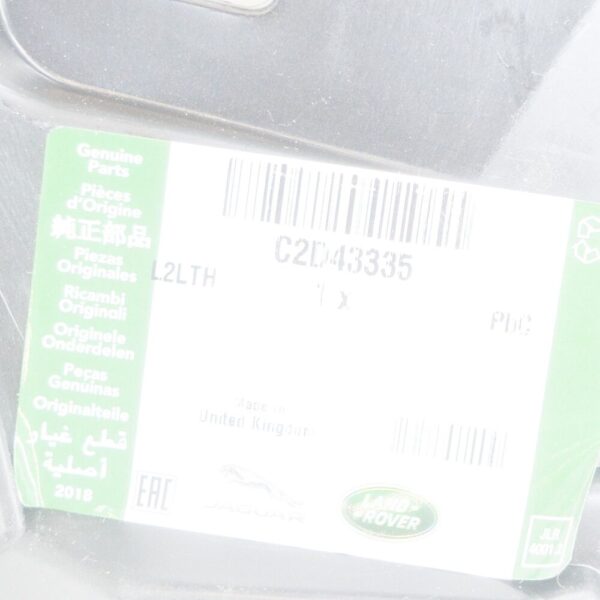 Genuine
Parts
Pièces
d'Origine
純正部品
Piezas
Originales
Ricambi
Originali
Originele
Onderdelen
Peças
Genuinas
Originalteile
قطع غيار
أصلية
2018
C2D43335
L2LTH
1 x
PDC
Made in
United Kingdom
EAC
JAGUAR
LAND
ROVER
JLR